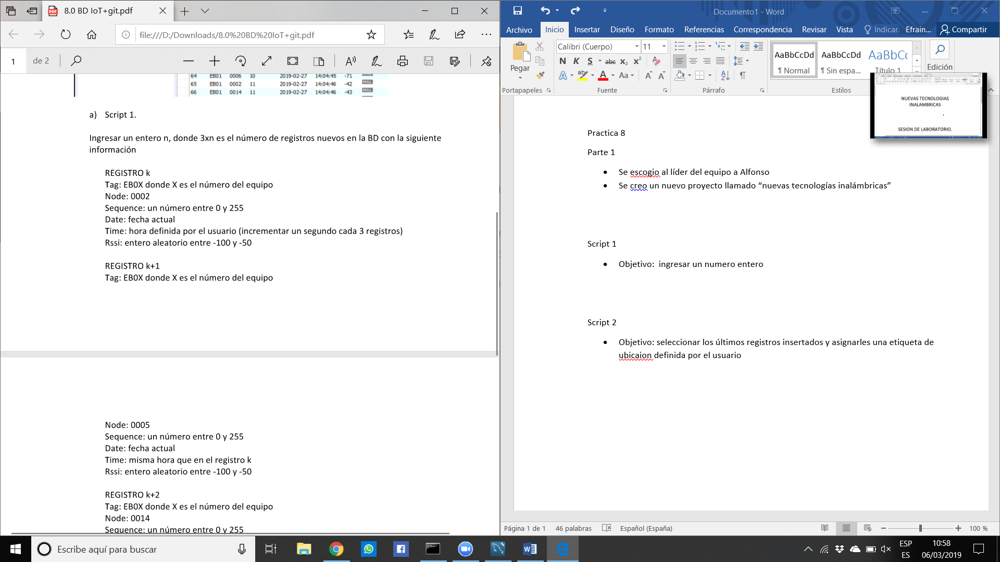 8.0 BD IoT+git.pdf
file:///D:/Downloads/8.0%20BD%20IoT+git.pdf
1 de 2
64 EB01 0006 10 2019-02-27 14:04:45 -71 NULL
65 EB01 0002 11 2019-02-27 14:04:46 -42 NULL
66 EB01 0014 11 2019-02-27 14:04:46 -43 NULL
a) Script 1.
Ingresar un entero n, donde 3xn es el número de registros nuevos en la BD con la siguiente
información
REGISTRO k
Tag: EB0X donde X es el número del equipo
Node: 0002
Sequence: un número entre 0 y 255
Date: fecha actual
Time: hora definida por el usuario (incrementar un segundo cada 3 registros)
Rssi: entero aleatorio entre -100 y -50
REGISTRO k+1
Tag: EB0X donde X es el número del equipo
Node: 0005
Sequence: un número entre 0 y 255
Date: fecha actual
Time: misma hora que en el registro k
Rssi: entero aleatorio entre -100 y -50
REGISTRO k+2
Tag: EB0X donde X es el número del equipo
Node: 0014
Sequence: un número entre 0 y 255
Documento1 - Word
Archivo Inicio Insertar Diseño Formato Referencias Correspondencia Revisar Vista Indicar. Efrain... Compartir
Pegar
Portapapeles
Calibri (Cuerpo) 11
N K S abc x₂ x²
A aby A Aa A A
Fuente
Párrafo
AaBbCcDd AaBbCcDd AaBbCc
¶ Normal ¶ Sin espa... Título 1
Estilos
Edición
NUEVAS TECNOLOGIAS
INALAMBRICAS
SESION DE LABORATORIO.
Practica 8
Parte 1
• Se escogio al líder del equipo a Alfonso
• Se creo un nuevo proyecto llamado “nuevas tecnologías inalámbricas”
Script 1
• Objetivo: ingresar un numero entero
Script 2
• Objetivo: seleccionar los últimos registros insertados y asignarles una etiqueta de
ubicaion definida por el usuario
Página 1 de 1 46 palabras Español (España) 100 %
Escribe aquí para buscar
ESP
ES
10:58
06/03/2019